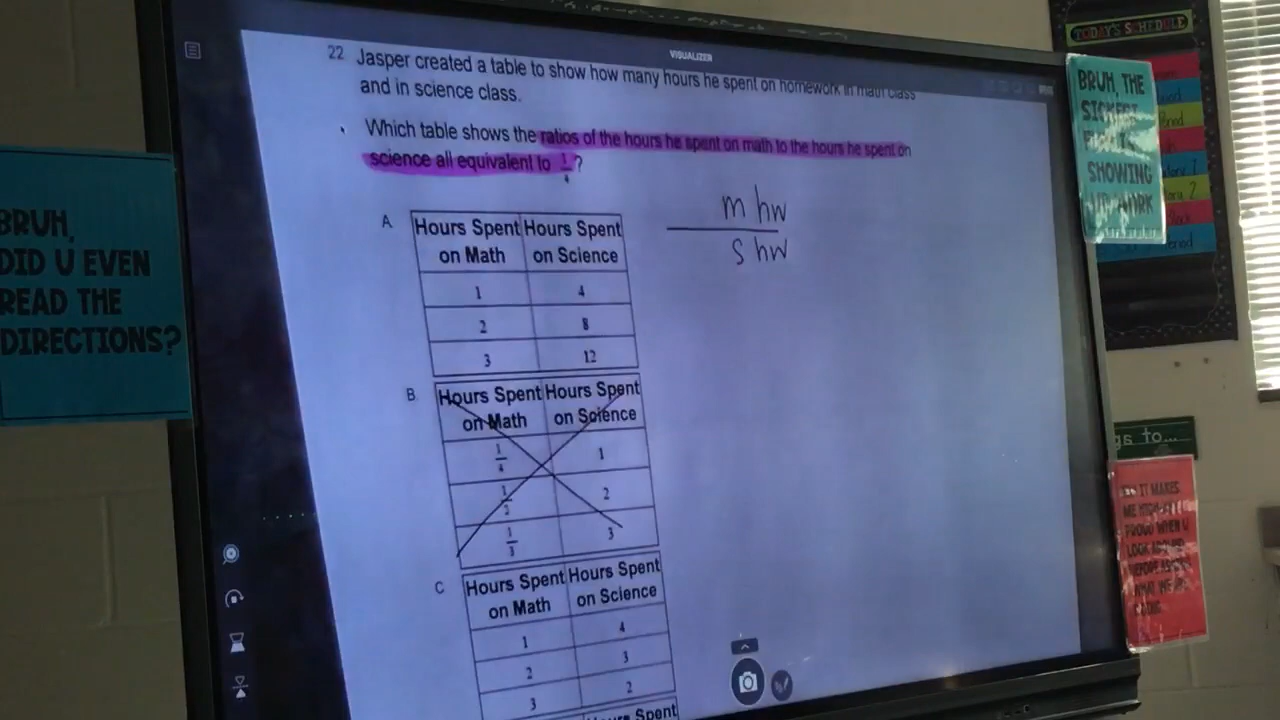 VISUALIZER
22 Jasper created a table to show how many hours he spent on homework in math class
and in science class.
Which table shows the ratios of the hours he spent on math to the hours he spent on
science all equivalent to 1/4?
m hw
s hw
A. Hours Spent on Math Hours Spent on Science
1 4
2 8
3 12
B. Hours Spent on Math Hours Spent on Science
1/4 1
1/2 2
1/3 3
C Hours Spent on Math Hours Spent on Science
1 4
2 3
3 2
Hours Spent
BRUH,
DID U EVEN
READ THE
DIRECTIONS?
TODAY'S SCHEDULE
BRUH, THE
SHOWING